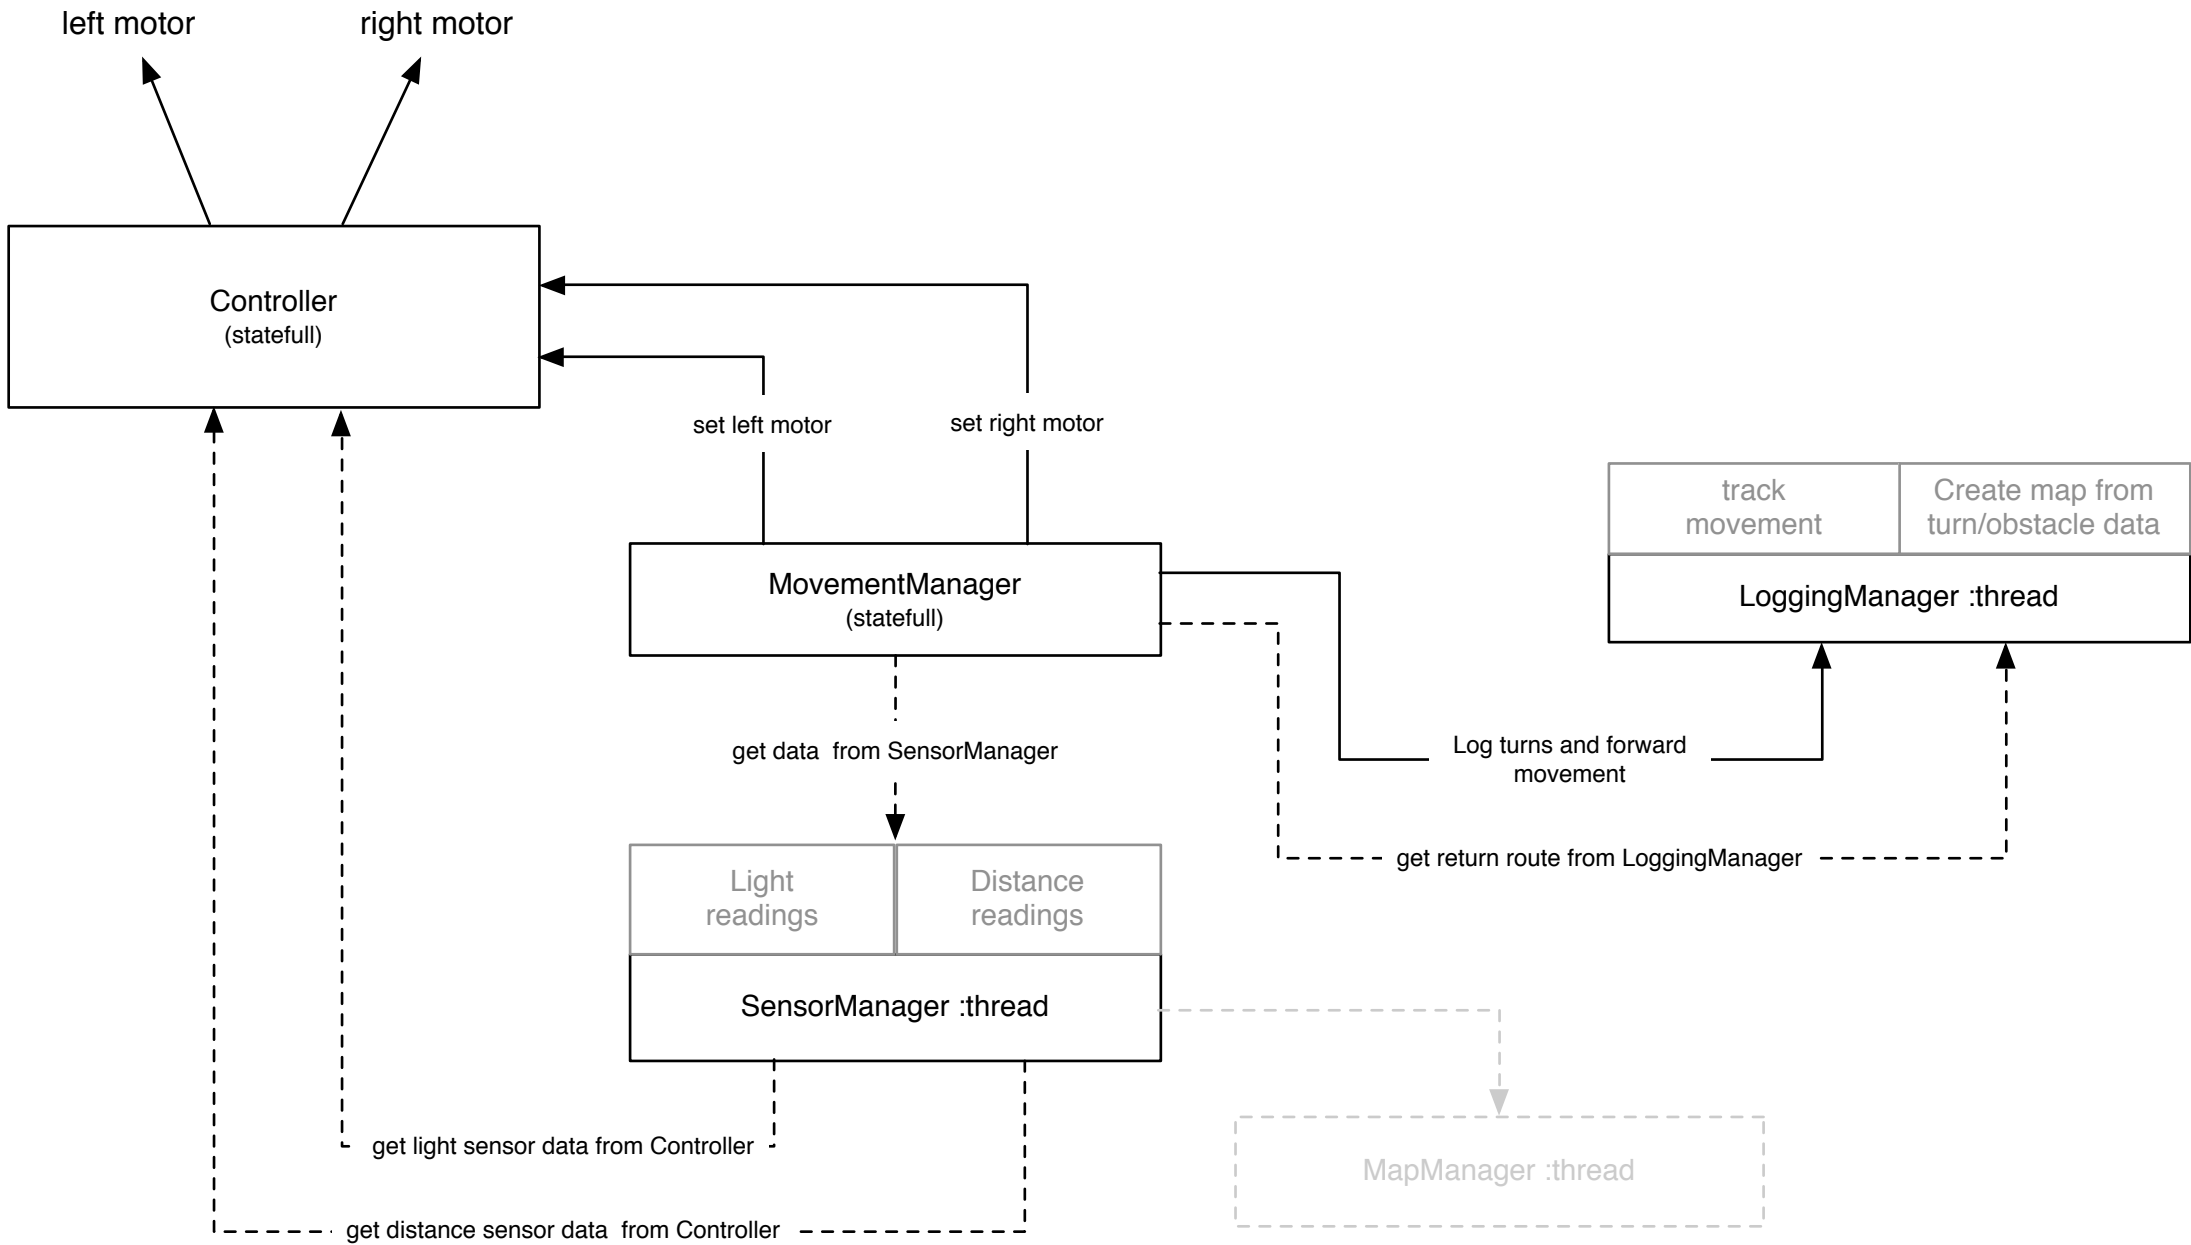 left motor
right motor
Controller
(statefull)
set left motor
set right motor
track
movement
Create map from
turn/obstacle data
LoggingManager :thread
MovementManager
(statefull)
get data  from SensorManager
Log turns and forward
movement
get return route from LoggingManager
Light
readings
Distance
readings
SensorManager :thread
get light sensor data from Controller
MapManager :thread
get distance sensor data  from Controller